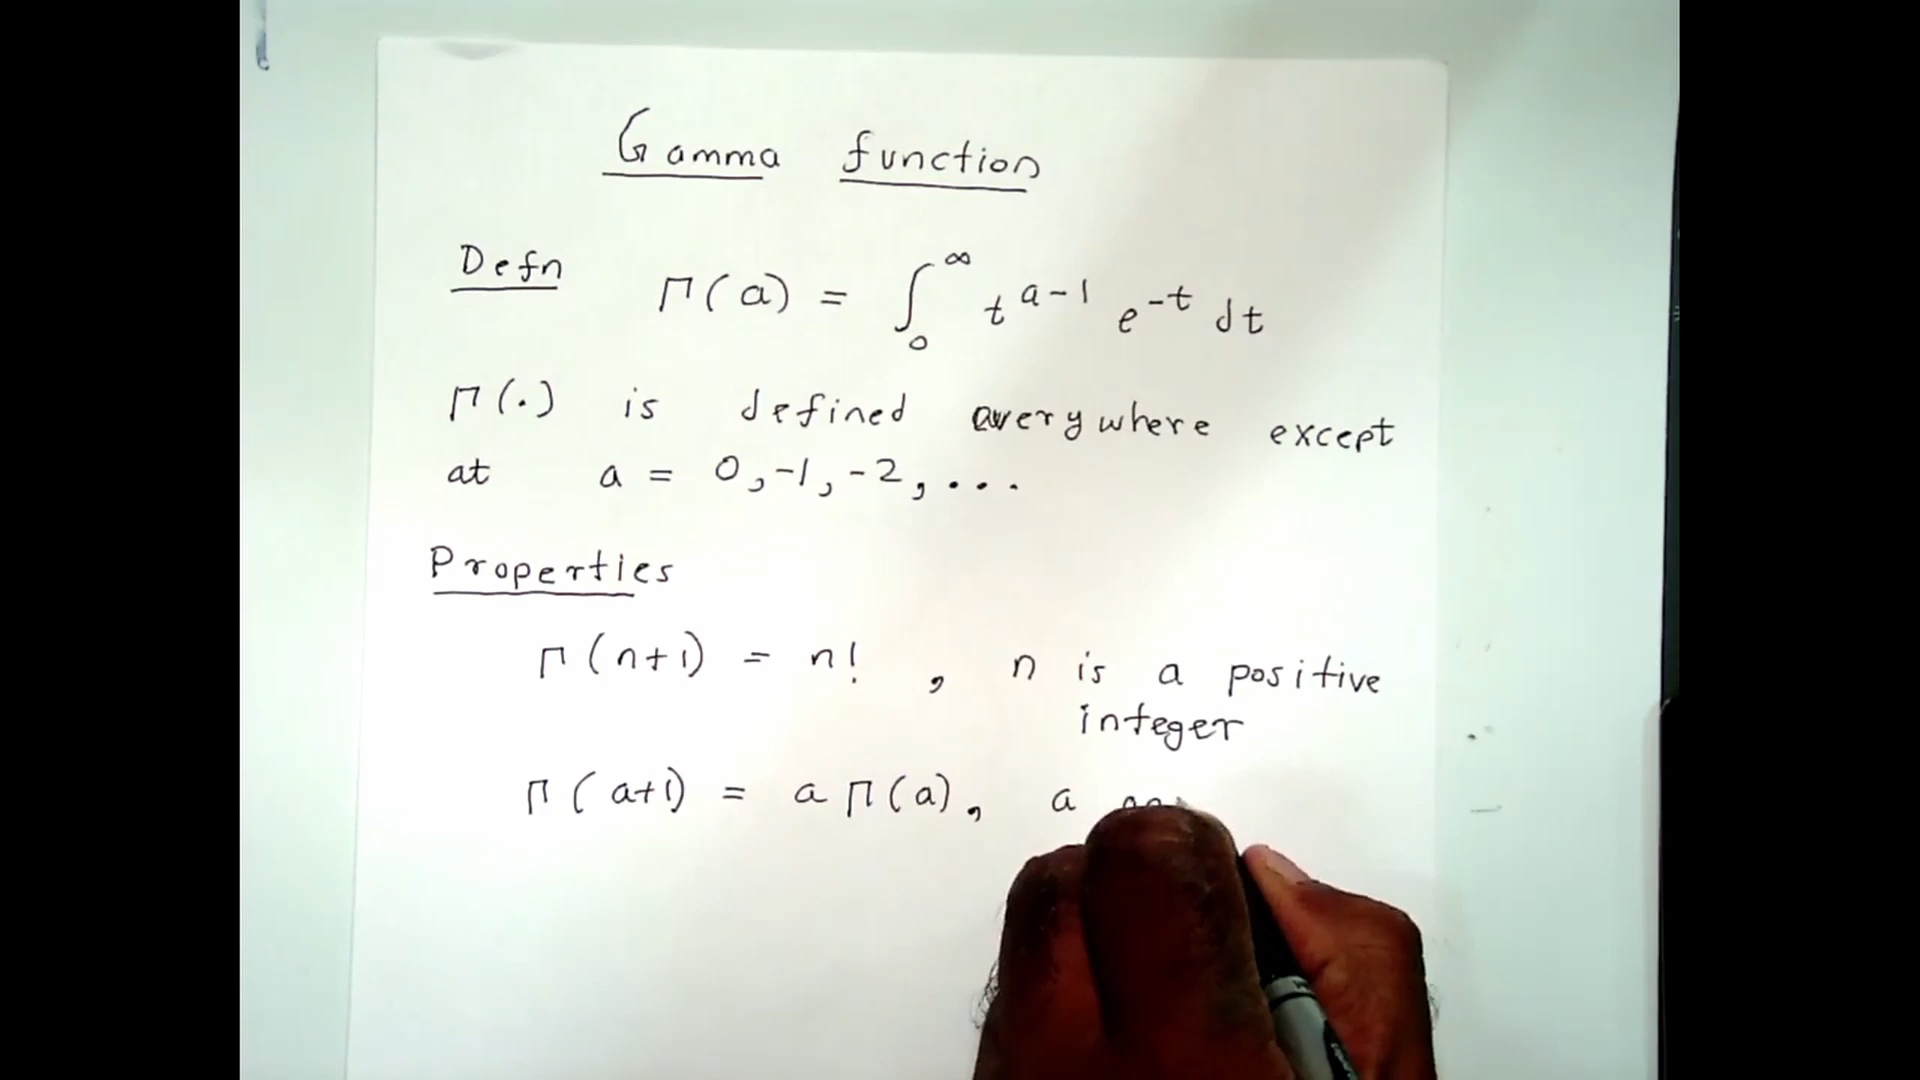 Gamma function
Defn Γ(a) = ∫₀^∞ t^(a-1) e^(-t) dt
Γ(.) is defined everywhere except
at a = 0, -1, -2, ...
Properties
Γ(n+1) = n! , n is a positive
integer
Γ(a+1) = a Γ(a), a